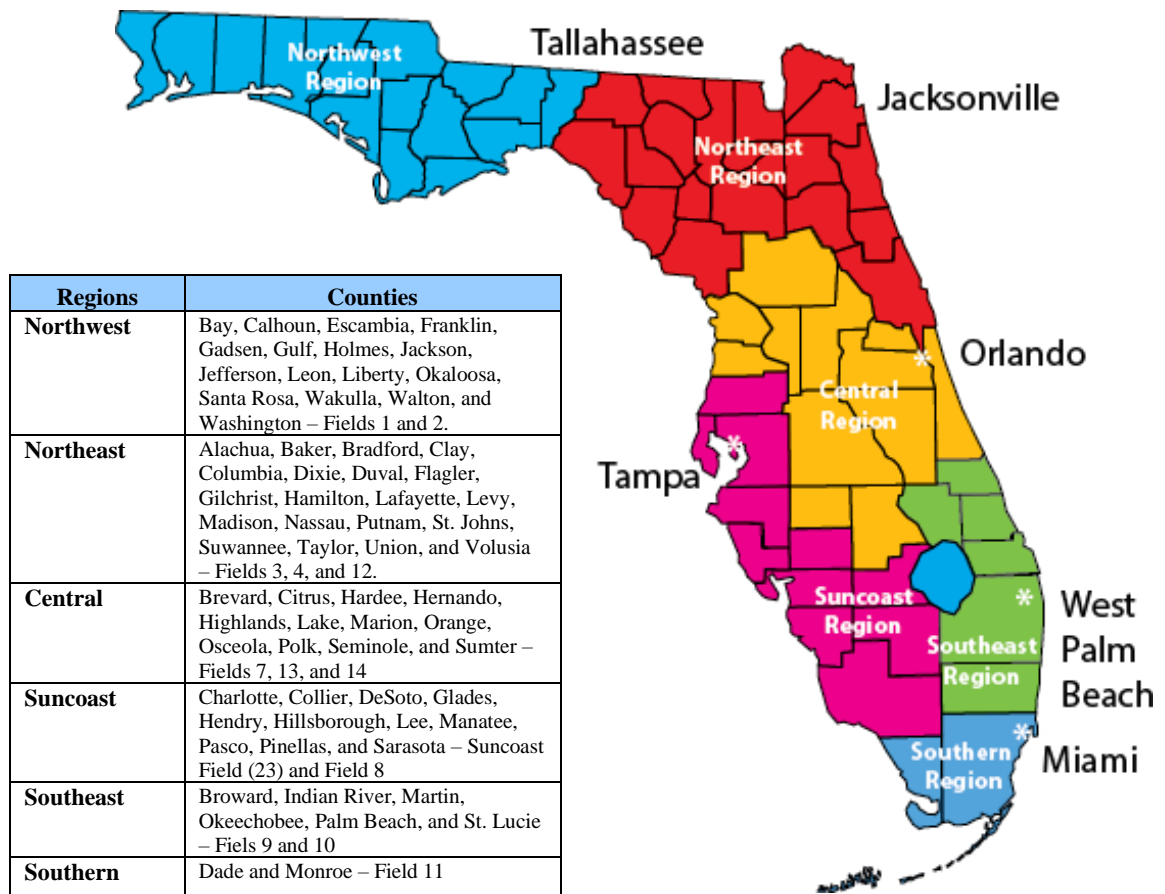 Northwest
Region
Tallahassee
Jacksonville
Northeast
Region
Orlando
*
Central
Region
*
Tampa
Suncoast
Region
*
West
Palm
Beach
Southeast
Region
*
Miami
Southern
Region
Regions Counties
Northwest Bay, Calhoun, Escambia, Franklin,
Gadsen, Gulf, Holmes, Jackson,
Jefferson, Leon, Liberty, Okaloosa,
Santa Rosa, Wakulla, Walton, and
Washington – Fields 1 and 2.
Northeast Alachua, Baker, Bradford, Clay,
Columbia, Dixie, Duval, Flagler,
Gilchrist, Hamilton, Lafayette, Levy,
Madison, Nassau, Putnam, St. Johns,
Suwannee, Taylor, Union, and Volusia
– Fields 3, 4, and 12.
Central Brevard, Citrus, Hardee, Hernando,
Highlands, Lake, Marion, Orange,
Osceola, Polk, Seminole, and Sumter –
Fields 7, 13, and 14
Suncoast Charlotte, Collier, DeSoto, Glades,
Hendry, Hillsborough, Lee, Manatee,
Pasco, Pinellas, and Sarasota – Suncoast
Field (23) and Field 8
Southeast Broward, Indian River, Martin,
Okeechobee, Palm Beach, and St. Lucie
– Fiels 9 and 10
Southern Dade and Monroe – Field 11